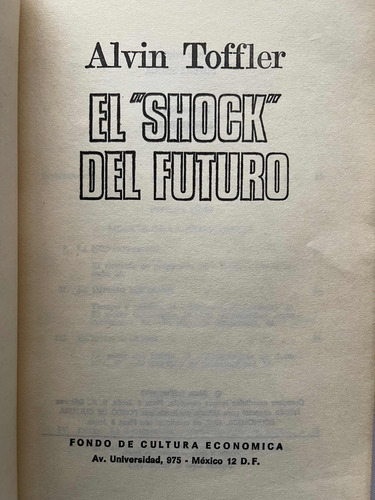 Alvin Toffler
EL "SHOCK"
DEL FUTURO
FONDO DE CULTURA ECONOMICA
Av. Universidad, 975 - México 12 D. F.